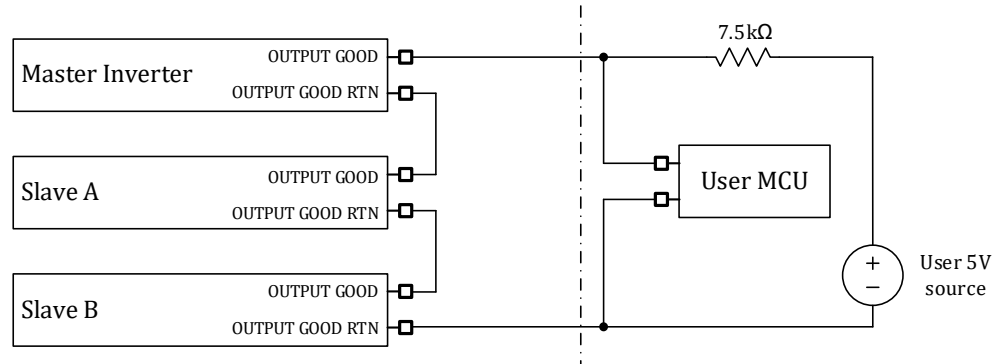 7.5kΩ
Master Inverter
OUTPUT GOOD
OUTPUT GOOD RTN
Slave A
OUTPUT GOOD
OUTPUT GOOD RTN
User MCU
Slave B
OUTPUT GOOD
OUTPUT GOOD RTN
+
−
User 5V
source